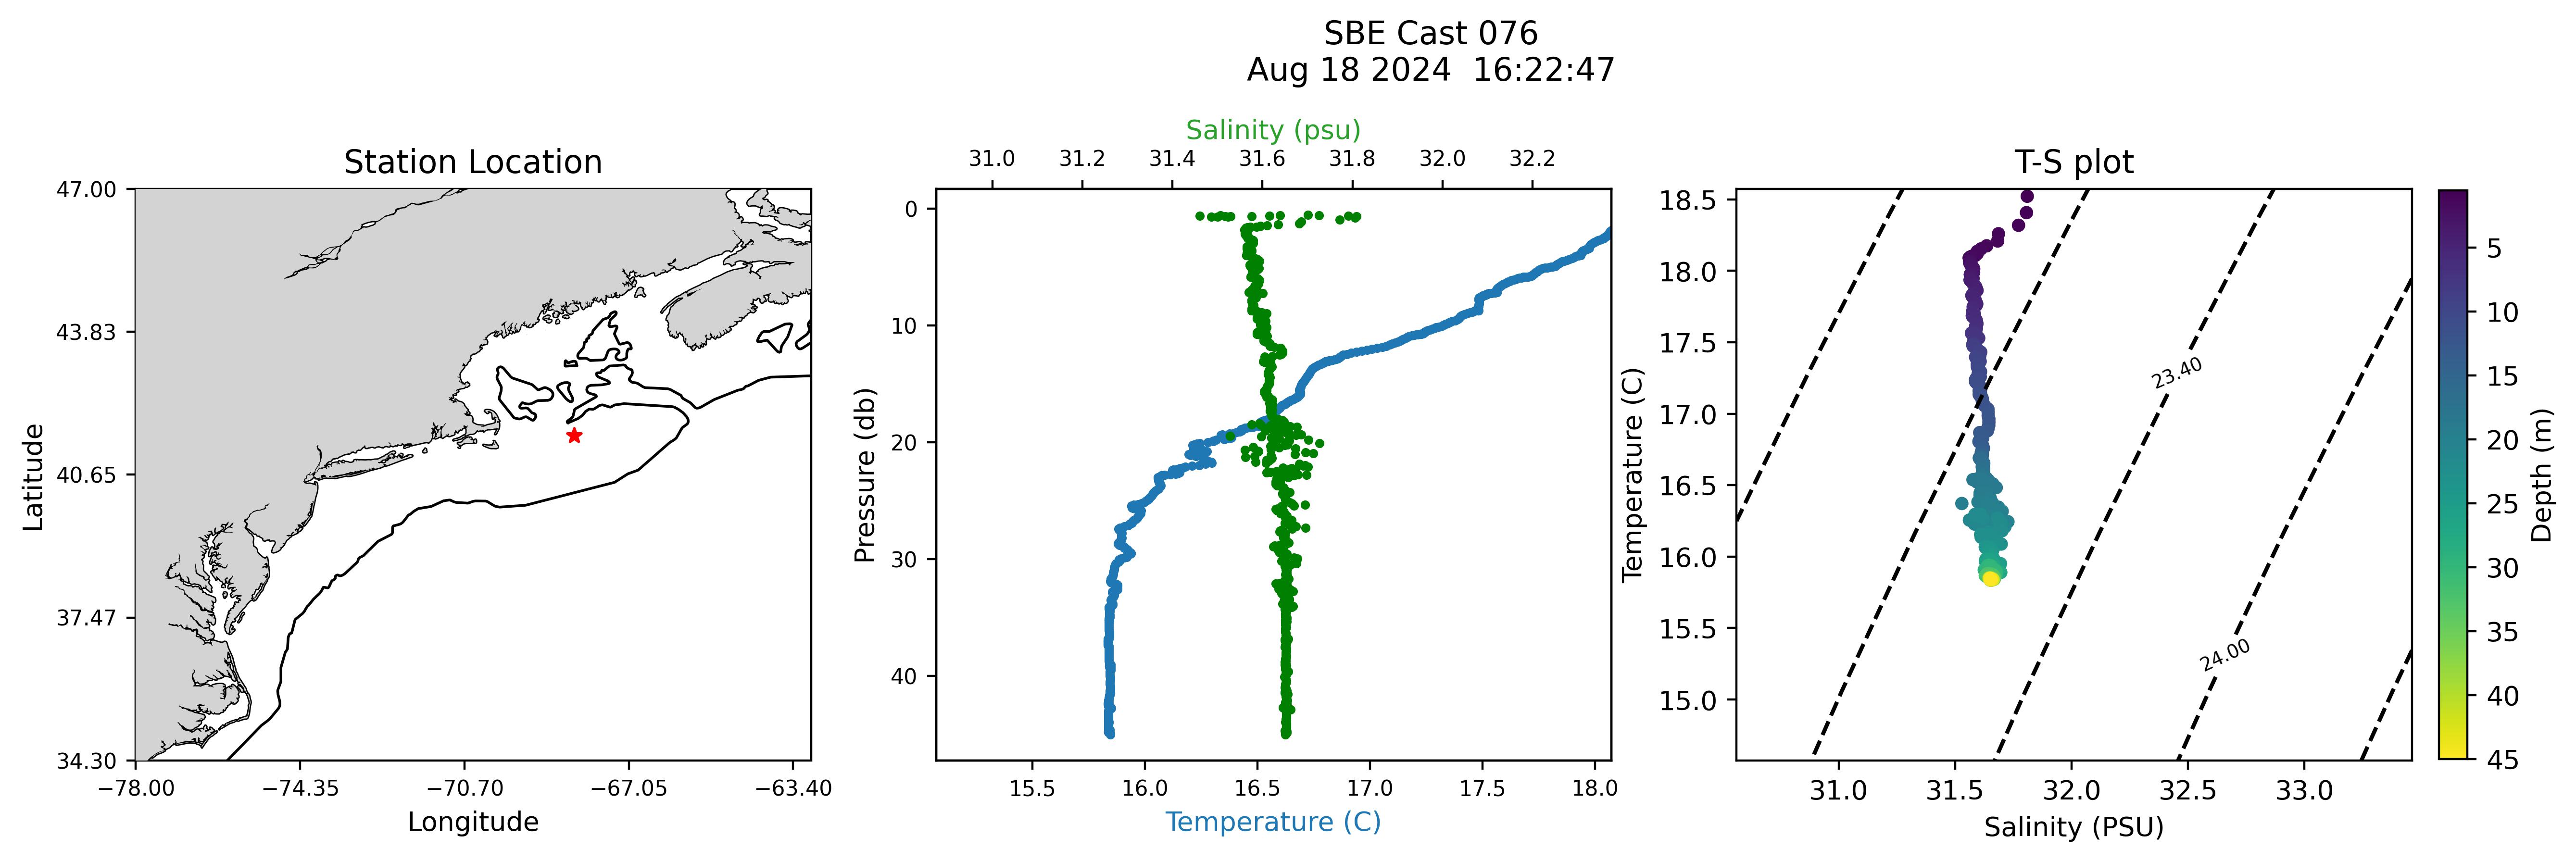 SBE Cast 076
Aug 18 2024  16:22:47
Station Location
47.00
43.83
40.65
37.47
34.30
Latitude
−78.00 −74.35 −70.70 −67.05 −63.40
Longitude
Salinity (psu)
31.0 31.2 31.4 31.6 31.8 32.0 32.2
0
10
20
30
40
Pressure (db)
15.5 16.0 16.5 17.0 17.5 18.0
Temperature (C)
T-S plot
18.5
18.0
17.5
17.0
16.5
16.0
15.5
15.0
Temperature (C)
23.40
24.00
31.0 31.5 32.0 32.5 33.0
Salinity (PSU)
5
10
15
20
25
30
35
40
45
Depth (m)